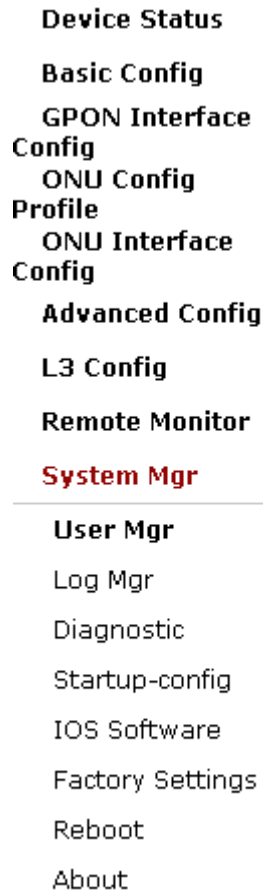 Device Status
Basic Config
GPON Interface
Config
ONU Config
Profile
ONU Interface
Config
Advanced Config
L3 Config
Remote Monitor
System Mgr
User Mgr
Log Mgr
Diagnostic
Startup-config
IOS Software
Factory Settings
Reboot
About